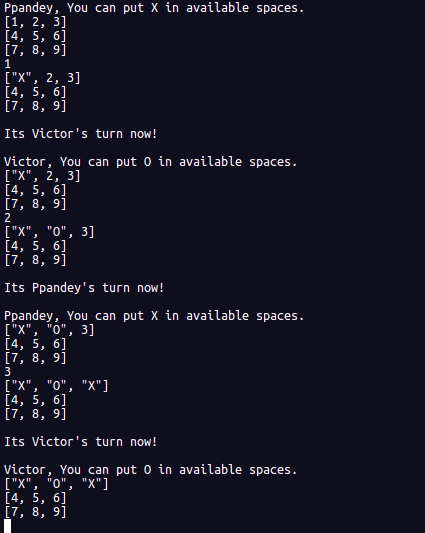 Ppandey, You can put X in available spaces.
[1, 2, 3]
[4, 5, 6]
[7, 8, 9]
1
["X", 2, 3]
[4, 5, 6]
[7, 8, 9]
Its Victor's turn now!
Victor, You can put O in available spaces.
["X", 2, 3]
[4, 5, 6]
[7, 8, 9]
2
["X", "O", 3]
[4, 5, 6]
[7, 8, 9]
Its Ppandey's turn now!
Ppandey, You can put X in available spaces.
["X", "O", 3]
[4, 5, 6]
[7, 8, 9]
3
["X", "O", "X"]
[4, 5, 6]
[7, 8, 9]
Its Victor's turn now!
Victor, You can put O in available spaces.
["X", "O", "X"]
[4, 5, 6]
[7, 8, 9]